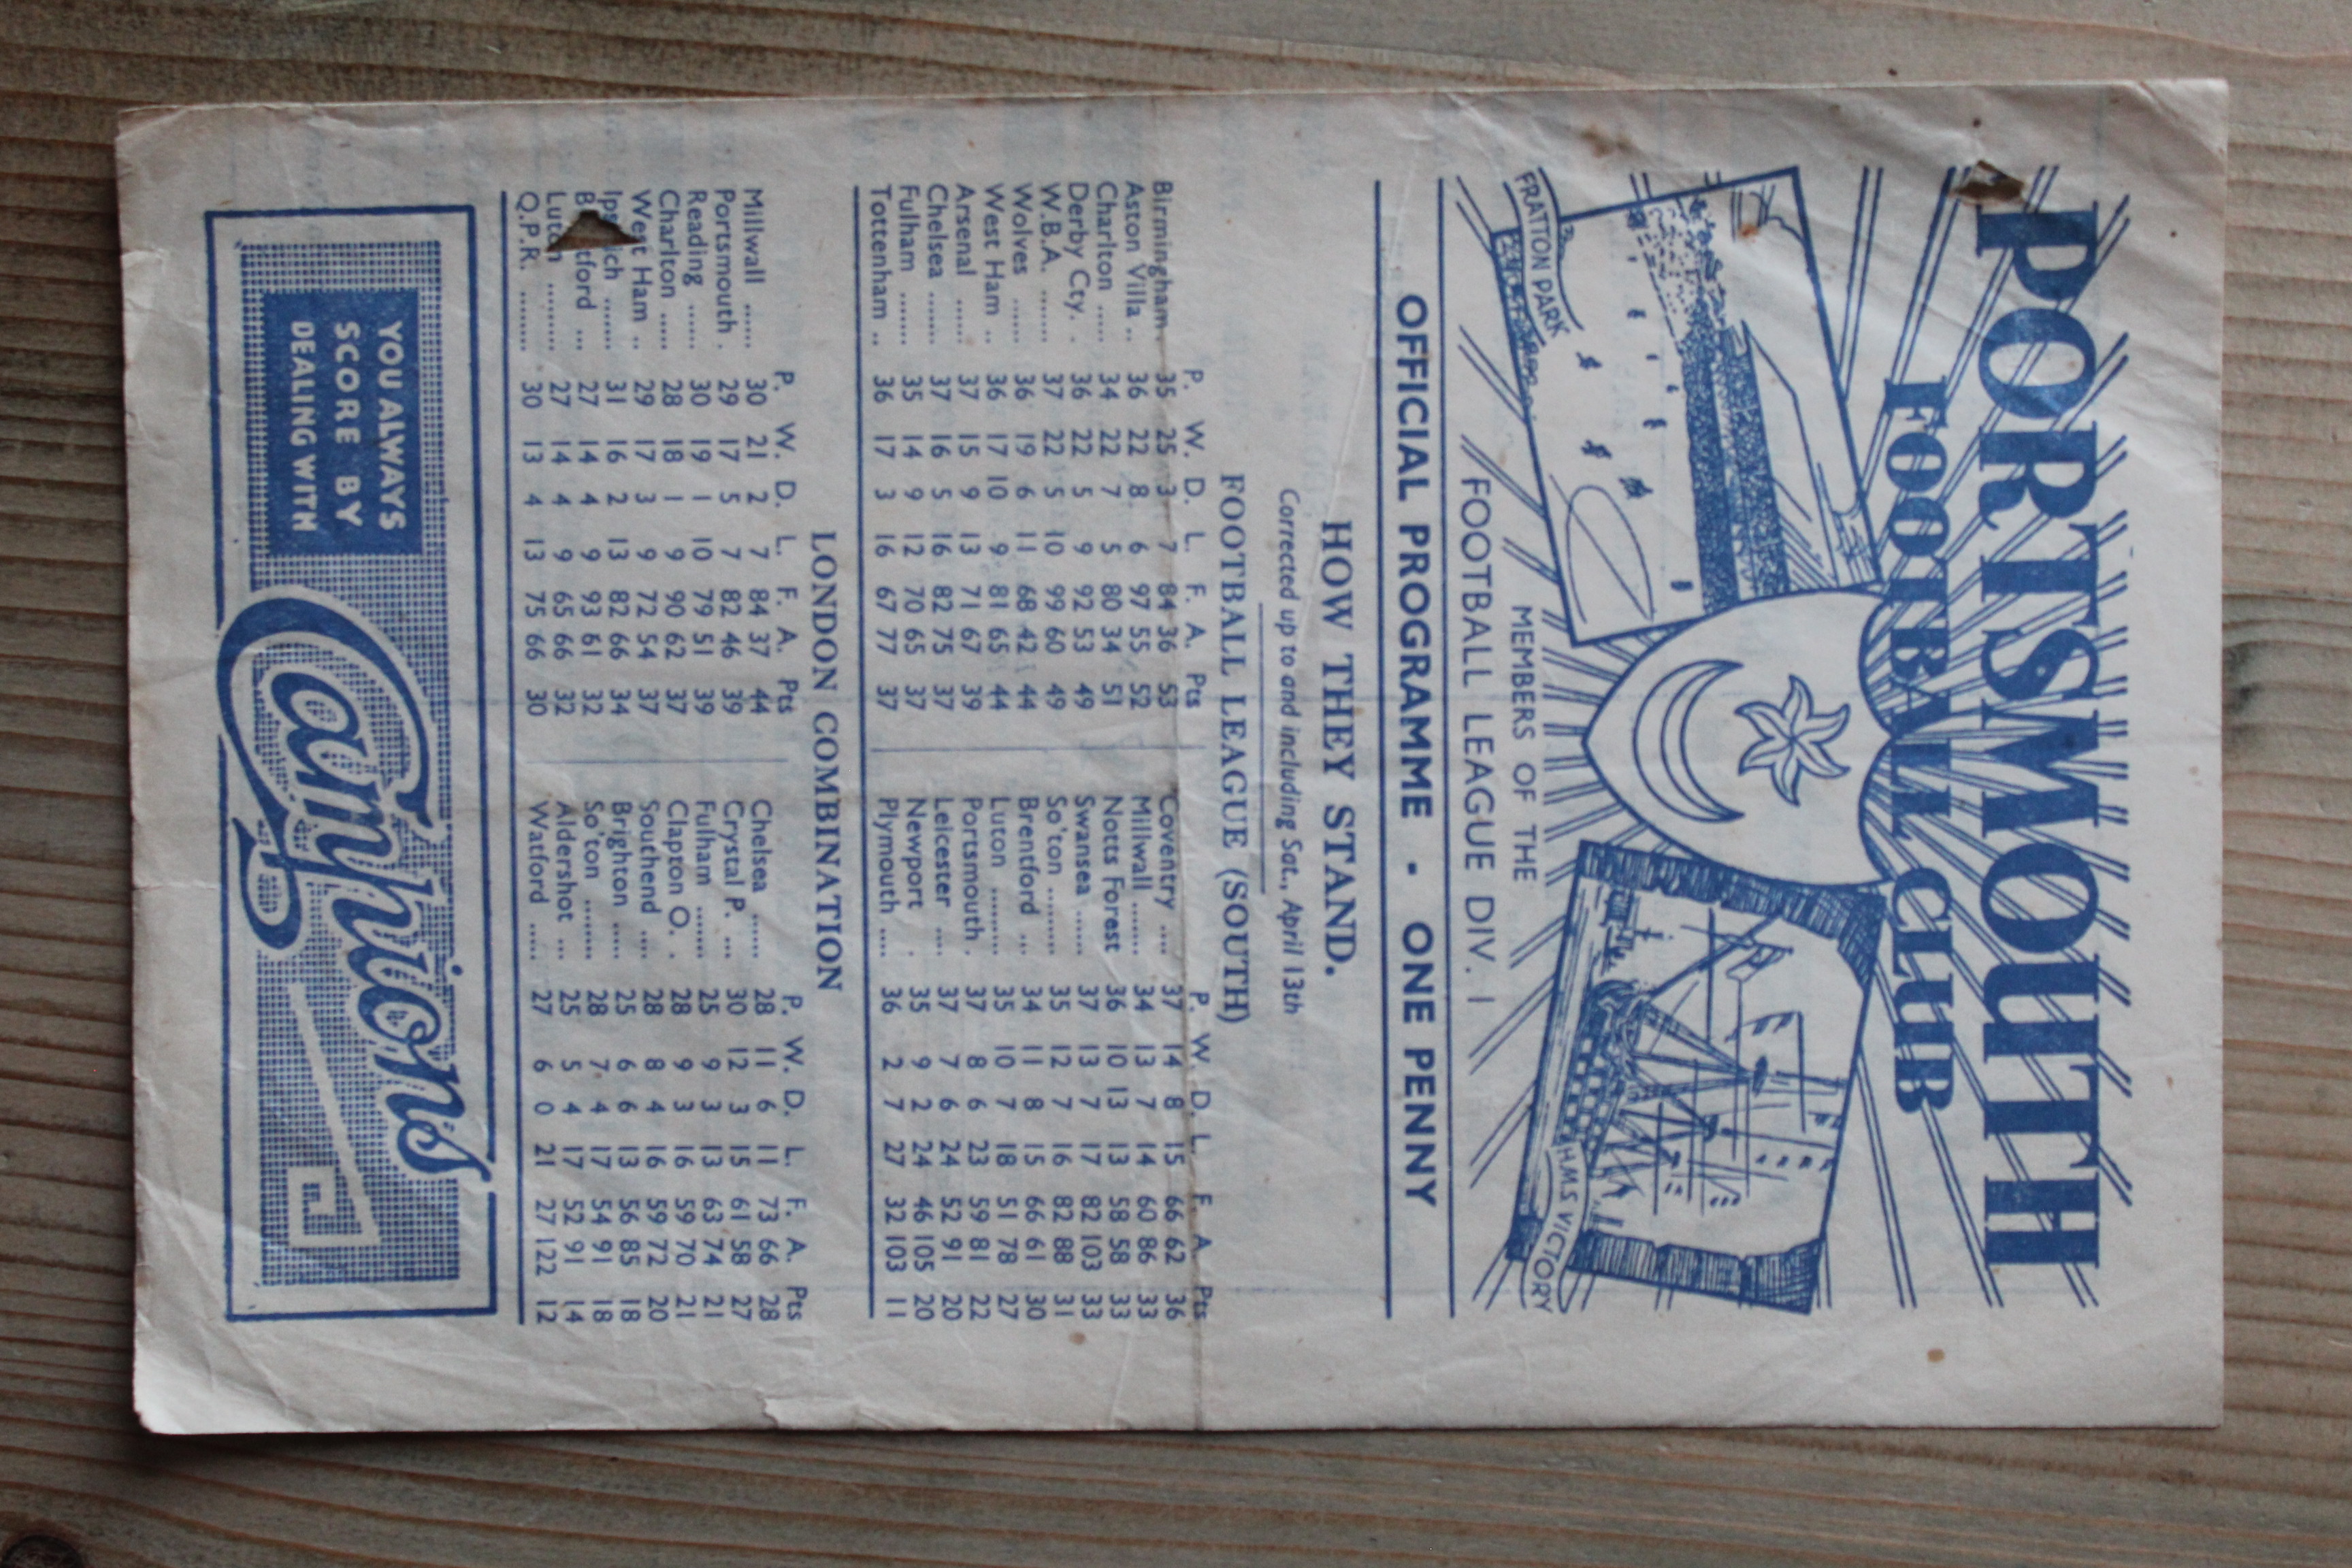 PORTSMOUTH
FOOTBALL CLUB
FRATTON PARK
H.M.S VICTORY
MEMBERS OF THE
FOOTBALL LEAGUE DIV. 1
OFFICIAL PROGRAMME • ONE PENNY
HOW THEY STAND.
Corrected up to and including Sat., April 13th
FOOTBALL LEAGUE (SOUTH)
P. W. D. L. F. A. Pts
Birmingham.. 35 25 3 7 84 36 53
Aston Villa .. 36 22 8 6 97 55 52
Charlton ...... 34 22 7 5 80 34 51
Derby Cty. . 36 22 5 9 92 53 49
W.B.A. ........ 37 22 5 10 99 60 49
Wolves ....... 36 19 6 11 68 42 44
West Ham .. 36 17 10 9 81 65 44
Arsenal ...... 37 15 9 13 71 67 39
Chelsea ....... 37 16 5 16 82 75 37
Fulham ........ 35 14 9 12 70 65 37
Tottenham .. 36 17 3 16 67 77 37
P. W. D. L. F. A. Pts
Coventry .... 37 14 8 15 66 62 36
Millwall ........ 34 13 7 14 60 86 33
Notts Forest 36 10 13 13 58 58 33
Swansea ...... 37 13 7 17 82 103 33
So'ton ......... 35 12 7 16 82 88 31
Brentford ... 34 11 8 15 66 61 30
Luton .......... 35 10 7 18 51 78 27
Portsmouth . 37 8 6 23 59 81 22
Leicester .... 37 7 6 24 52 91 20
Newport . 35 9 2 24 46 105 20
Plymouth .... 36 2 7 27 32 103 11
LONDON COMBINATION
P. W. D. L. F. A. Pts
Millwall ...... 30 21 2 7 84 37 44
Portsmouth . 29 17 5 7 82 46 39
Reading ....... 30 19 1 10 79 51 39
Charlton ...... 28 18 1 9 90 62 37
West Ham .. 29 17 3 9 72 54 37
Ips ich ........ 31 16 2 13 82 66 34
B tford ... 27 14 4 9 93 61 32
Luton .......... 27 14 4 9 65 66 32
Q.P.R. ......... 30 13 4 13 75 66 30
P. W. D. L. F. A. Pts
Chelsea ...... 28 11 6 11 73 66 28
Crystal P. ... 30 12 3 15 61 58 27
Fulham ....... 25 9 3 13 63 74 21
Clapton O. . 28 9 3 16 59 70 21
Southend .... 28 8 4 16 59 72 20
Brighton ..... 25 6 6 13 56 85 18
So'ton ......... 28 7 4 17 54 91 18
Aldershot ... 25 5 4 17 52 91 14
Watford ..... 27 6 0 21 27 122 12
YOU ALWAYS
SCORE BY
DEALING WITH
Campions